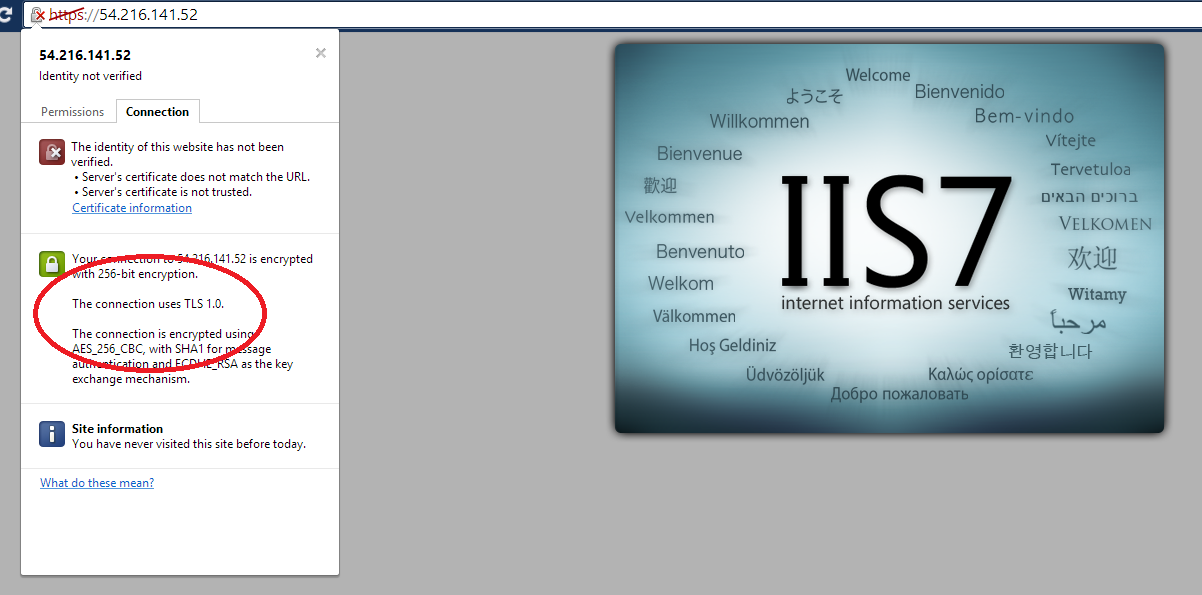 https://54.216.141.52
54.216.141.52
Identity not verified
Permissions
Connection
The identity of this website has not been
verified.
• Server's certificate does not match the URL.
• Server's certificate is not trusted.
Certificate information
Your connection to 54.216.141.52 is encrypted
with 256-bit encryption.
The connection uses TLS 1.0.
The connection is encrypted using
AES_256_CBC, with SHA1 for message
authentication and ECDHE_RSA as the key
exchange mechanism.
Site information
You have never visited this site before today.
What do these mean?
Welcome
ようこそ
Bienvenido
Willkommen
Bem-vindo
Vítejte
Bienvenue
Tervetuloa
歡迎
ברוכים הבאים
Velkommen
VELKOMEN
Benvenuto
欢迎
Welkom
Witamy
Välkommen
مرحباً
Hoş Geldiniz
환영합니다
Üdvözöljük
Καλώς ορίσατε
Добро пожаловать
IIS7
internet information services